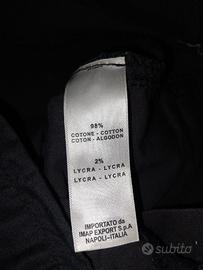 98%
COTONE - COTTON
COTON - ALGODON
2%
LYCRA - LYCRA
LYCRA - LYCRA
IMPORTATO da
IMAP EXPORT S.p.A
NAPOLI-ITALIA
subito